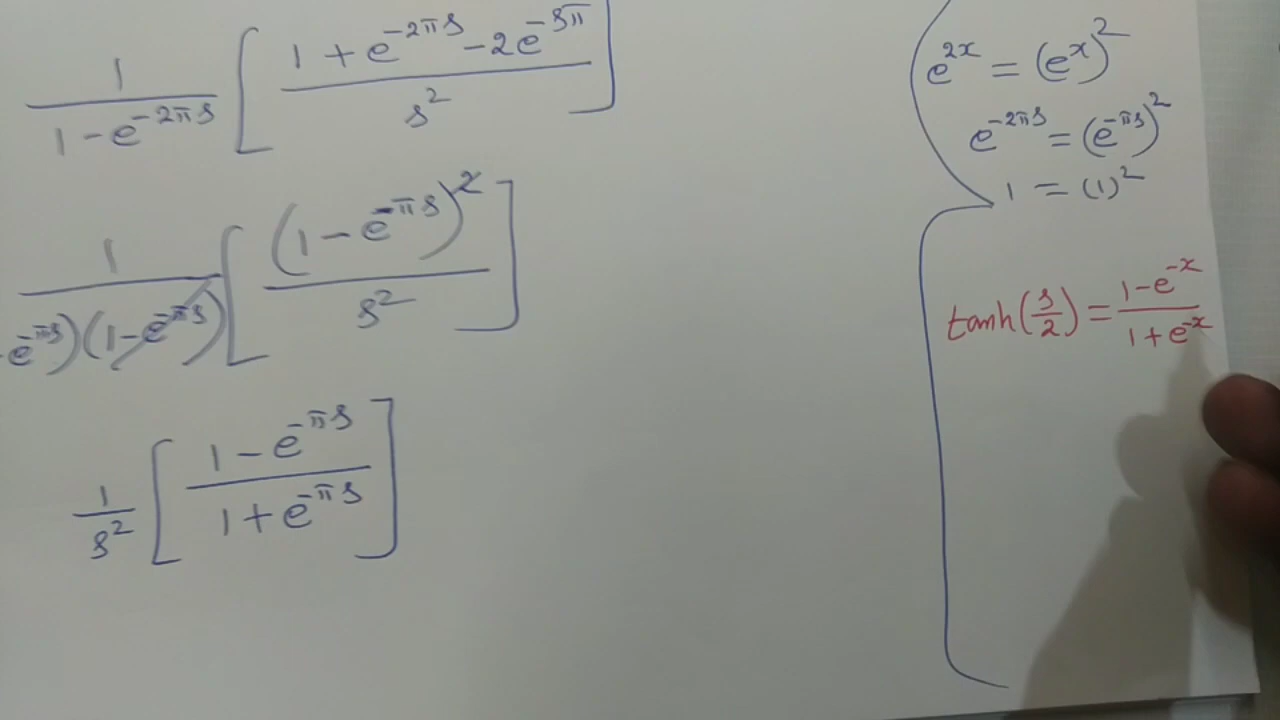 1/(1-e^{-2πs}) [ (1+e^{-2πs}-2e^{-sπ})/s² ]
1/(e^{-πs})(1-e^{-πs}) [ (1-e^{-πs})²/s² ]
1/s² [ (1-e^{-πs})/(1+e^{-πs}) ]
e^{2x} = (e^x)²
e^{-2πs} = (e^{-πs})²
1 = (1)²
tanh(s/2) = (1-e^{-x})/(1+e^{-x})